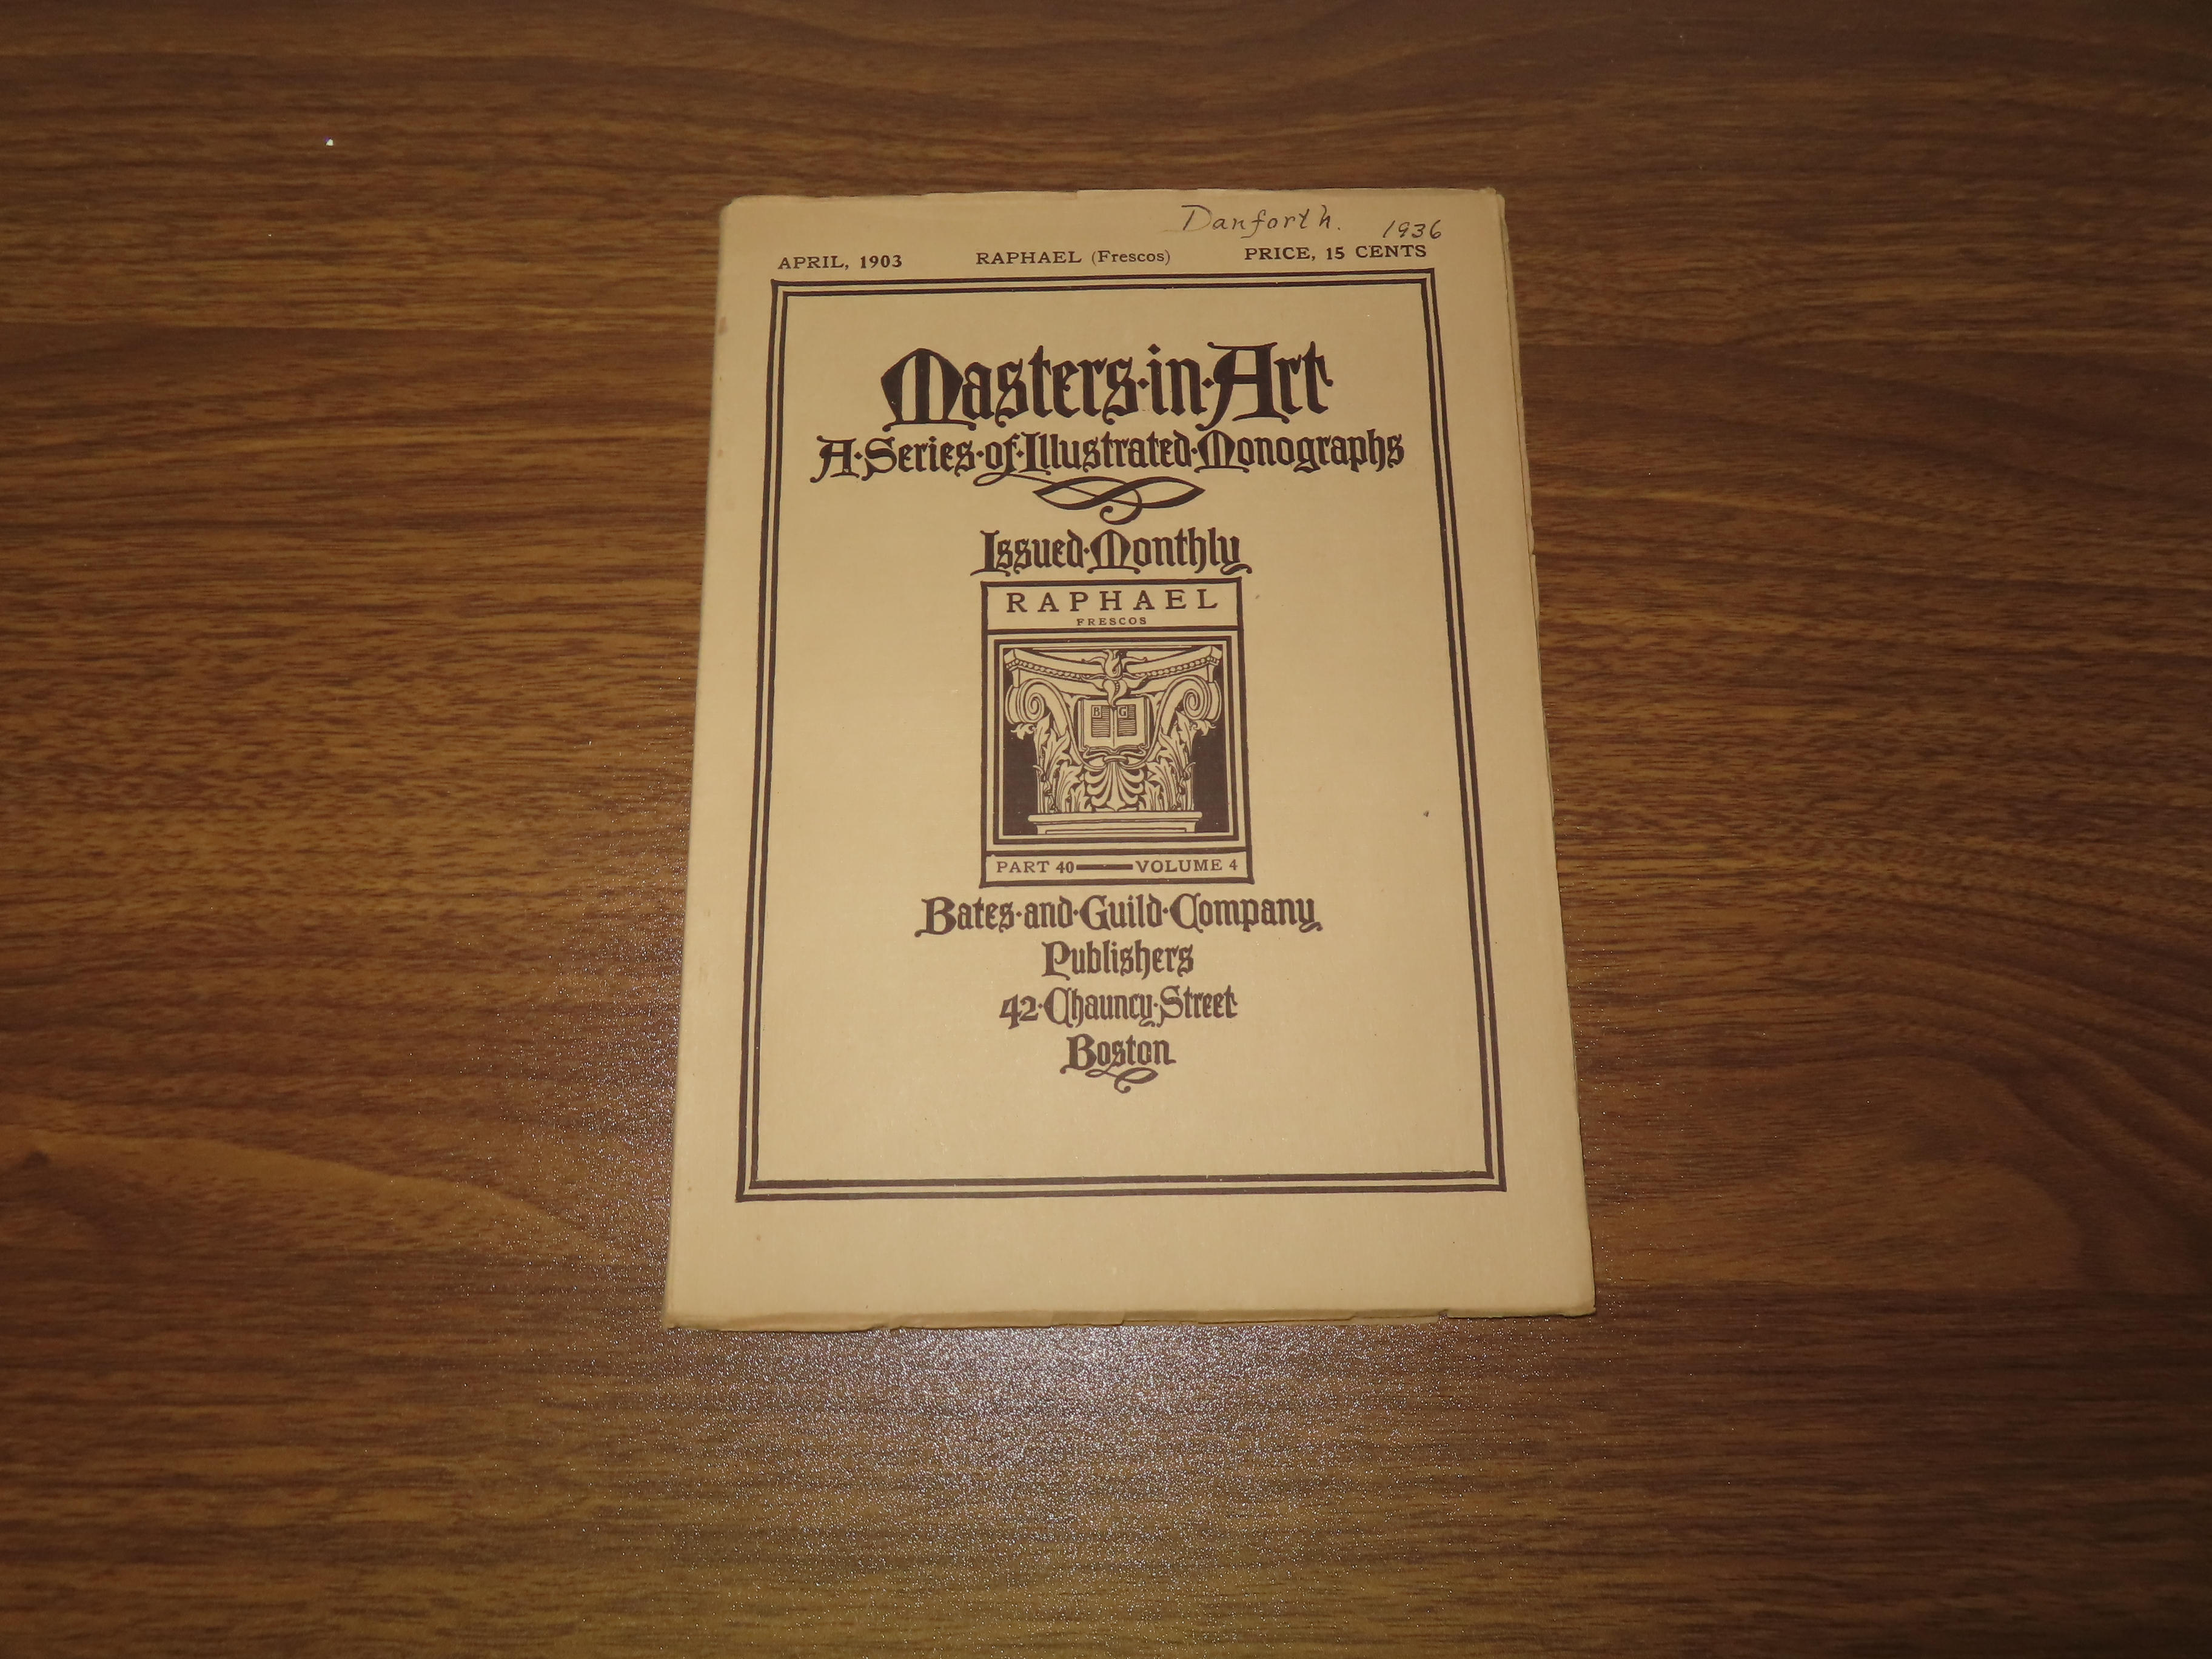 Danforth. 1936
APRIL, 1903 RAPHAEL (Frescos) PRICE, 15 CENTS
Masters·in·Art
A·Series·of·Illustrated·Monographs
Issued·Monthly
RAPHAEL
FRESCOS
B G
PART 40 VOLUME 4
Bates·and·Guild·Company
Publishers
42·Chauncy·Street
Boston